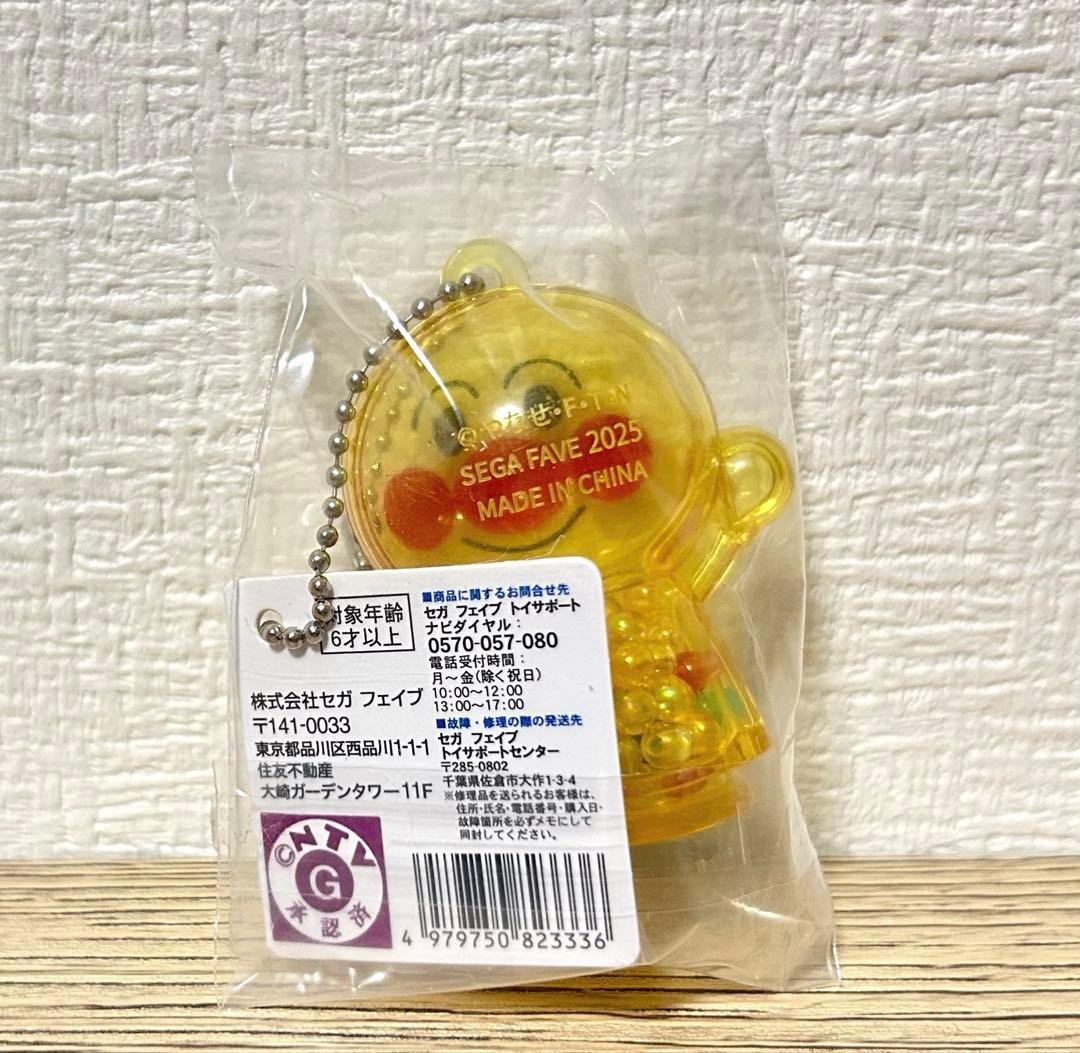 ©やなせ・F・T・N
SEGA FAVE 2025
MADE IN CHINA
対象年齢
6才以上
株式会社セガ フェイブ
〒141-0033
東京都品川区西品川1-1-1
住友不動産
大崎ガーデンタワー11F
■商品に関するお問合せ先
セガ フェイブ トイサポート
ナビダイヤル：
0570-057-080
電話受付時間：
月～金(除く祝日)
10:00～12:00
13:00～17:00
■故障・修理の際の発送先
セガ フェイブ
トイサポートセンター
〒285-0802
千葉県佐倉市大作1-3-4
※修理品を送られるお客様は、
住所・氏名・電話番号・購入日・
故障箇所を必ずメモにして
同封してください。
©NTV
G
承認済
4 979750 823336